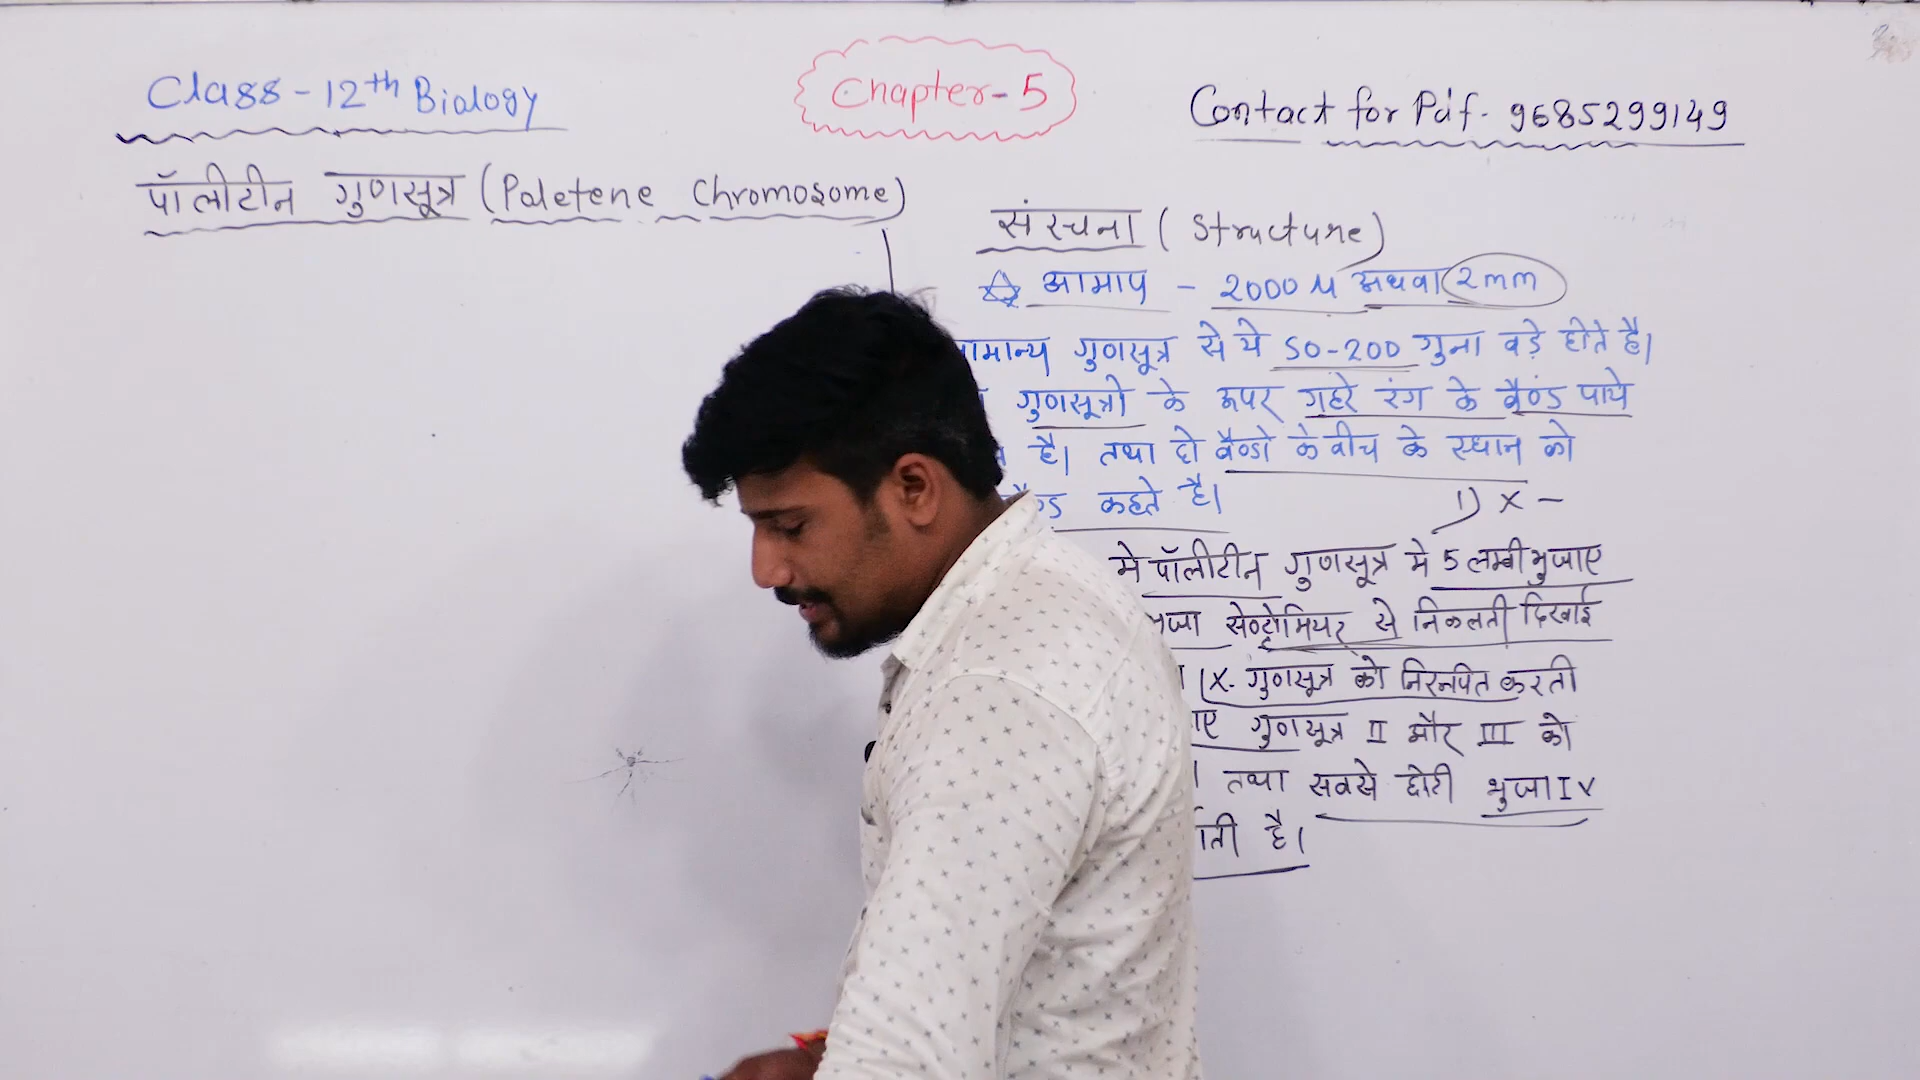 Class - 12th Biology
Chapter-5
Contact for Pdf - 9685299149
पॉलीटीन गुणसूत्र (Poletene Chromosome)
संरचना ( Structure)
आमाप - 2000 μ अथवा 2mm
गुणसूत्र से ये 50-200 गुना बड़े होते है।
गुणसूत्रो के ऊपर गहरे रंग के बैण्ड पाये
है। तथा दो बैण्डो के बीच के स्थान को
कहते है।
1) X -
मे पॉलीटीन गुणसूत्र मे 5 लम्बी भुजाए
सेण्ट्रोमियर से निकलती दिखाई
X- गुणसूत्र को निरूपित करती
गुणसूत्र II और III को
तथा सबसे छोटी भुजा IV
है।